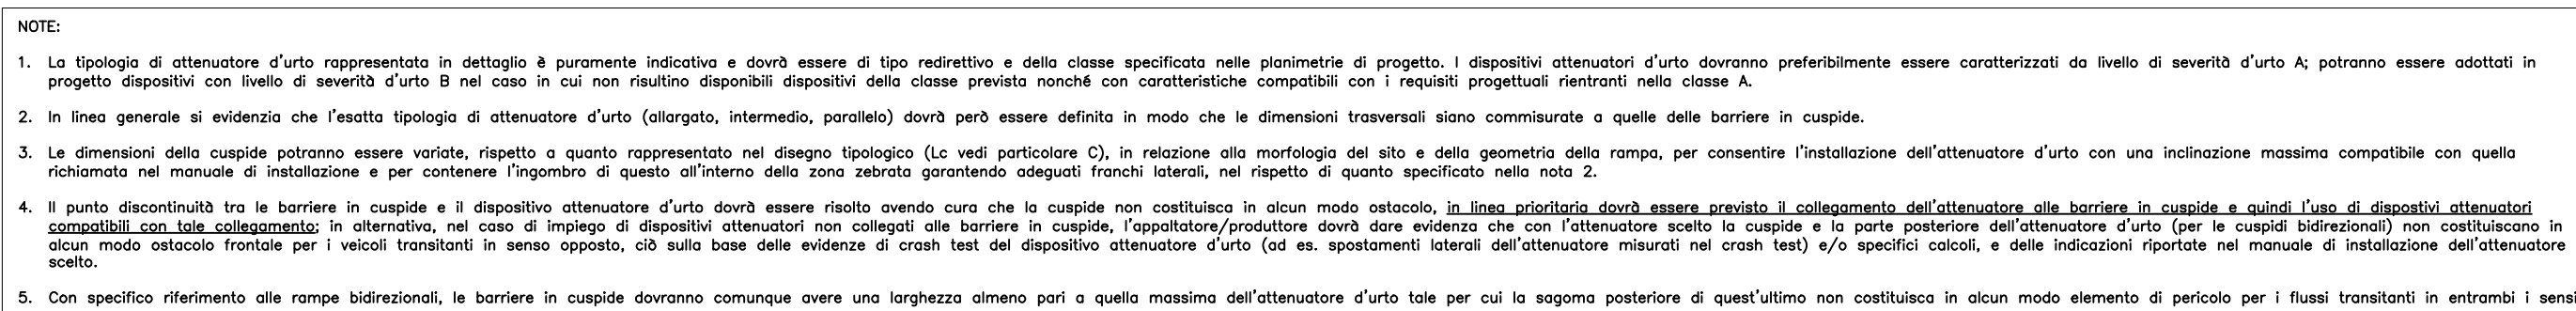 NOTE:
1. La tipologia di attenuatore d'urto rappresentata in dettaglio è puramente indicativa e dovrà essere di tipo redirettivo e della classe specificata nelle planimetrie di progetto. I dispositivi attenuatori d'urto dovranno preferibilmente essere caratterizzati da livello di severità d'urto A; potranno essere adottati in
progetto dispositivi con livello di severità d'urto B nel caso in cui non risultino disponibili dispositivi della classe prevista nonché con caratteristiche compatibili con i requisiti progettuali rientranti nella classe A.
2. In linea generale si evidenzia che l'esatta tipologia di attenuatore d'urto (allargato, intermedio, parallelo) dovrà però essere definita in modo che le dimensioni trasversali siano commisurate a quelle delle barriere in cuspide.
3. Le dimensioni della cuspide potranno essere variate, rispetto a quanto rappresentato nel disegno tipologico (Lc vedi particolare C), in relazione alla morfologia del sito e della geometria della rampa, per consentire l'installazione dell'attenuatore d'urto con una inclinazione massima compatibile con quella
richiamata nel manuale di installazione e per contenere l'ingombro di questo all'interno della zona zebrata garantendo adeguati franchi laterali, nel rispetto di quanto specificato nella nota 2.
4. Il punto discontinuità tra le barriere in cuspide e il dispositivo attenuatore d'urto dovrà essere risolto avendo cura che la cuspide non costituisca in alcun modo ostacolo, in linea prioritaria dovrà essere previsto il collegamento dell'attenuatore alle barriere in cuspide e quindi l'uso di dispostivi attenuatori
compatibili con tale collegamento; in alternativa, nel caso di impiego di dispositivi attenuatori non collegati alle barriere in cuspide, l'appaltatore/produttore dovrà dare evidenza che con l'attenuatore scelto la cuspide e la parte posteriore dell'attenuatore d'urto (per le cuspidi bidirezionali) non costituiscano in
alcun modo ostacolo frontale per i veicoli transitanti in senso opposto, ciò sulla base delle evidenze di crash test del dispositivo attenuatore d'urto (ad es. spostamenti laterali dell'attenuatore misurati nel crash test) e/o specifici calcoli, e delle indicazioni riportate nel manuale di installazione dell'attenuatore
scelto.
5. Con specifico riferimento alle rampe bidirezionali, le barriere in cuspide dovranno comunque avere una larghezza almeno pari a quella massima dell'attenuatore d'urto tale per cui la sagoma posteriore di quest'ultimo non costituisca in alcun modo elemento di pericolo per i flussi transitanti in entrambi i sensi